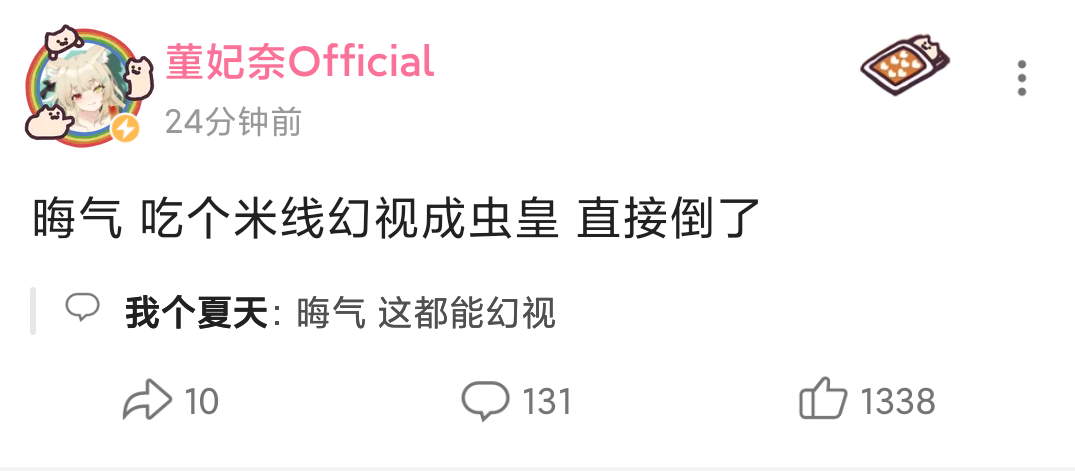 董妃奈Official
24分钟前
晦气 吃个米线幻视成虫皇 直接倒了
我个夏天: 晦气 这都能幻视
10 131 1338